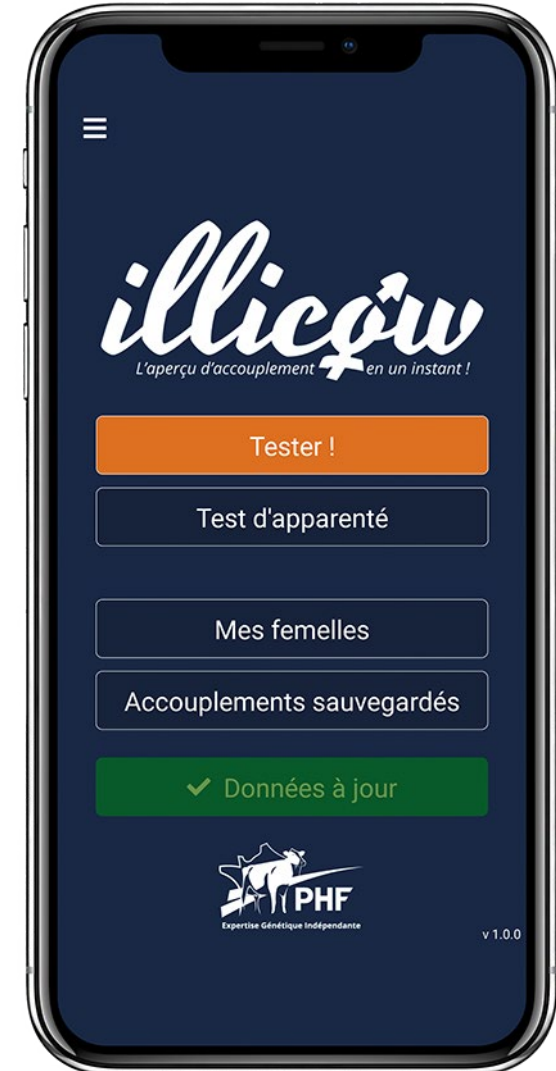 illicow
L'aperçu d'accouplement en un instant !
Tester !
Test d'apparenté
Mes femelles
Accouplements sauvegardés
Données à jour
PHF
Expertise Génétique Indépendante
v 1.0.0